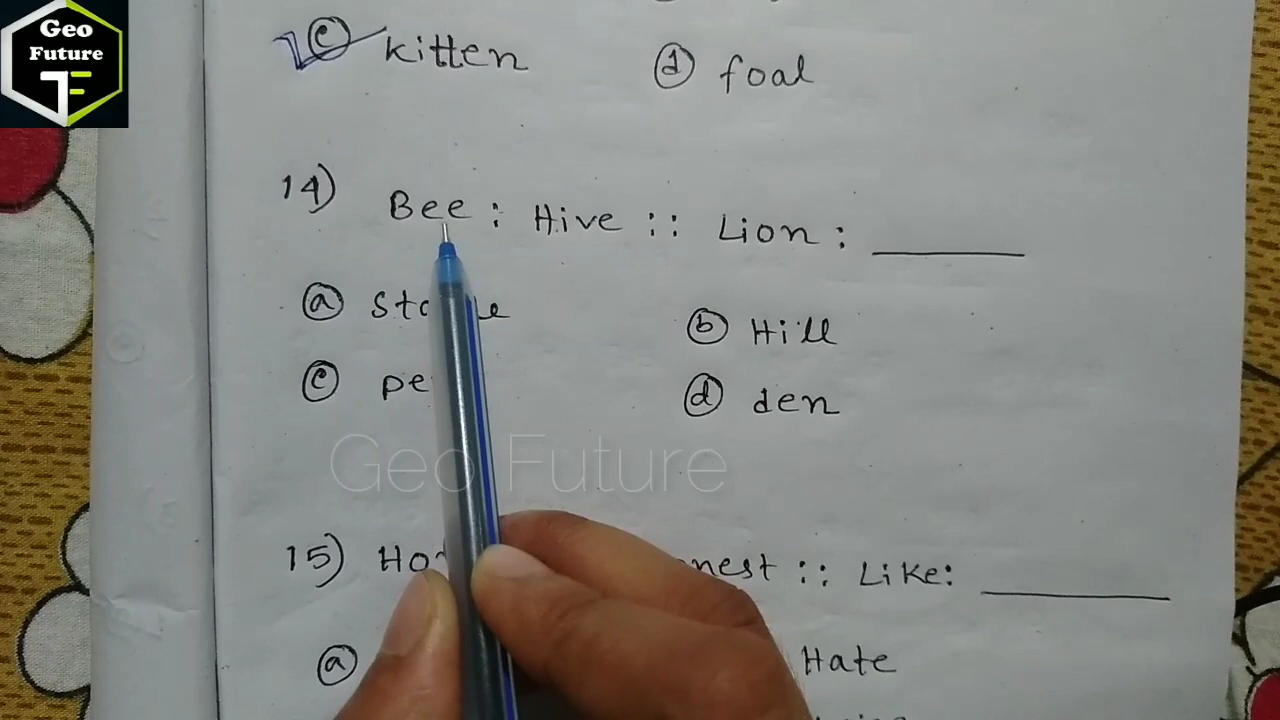 Geo
Future
F
c kitten
d foal
14) Bee : Hive :: Lion : ______
a
b Hill
c
d den
Geo Future
15) :: Like: ______
a
Hate